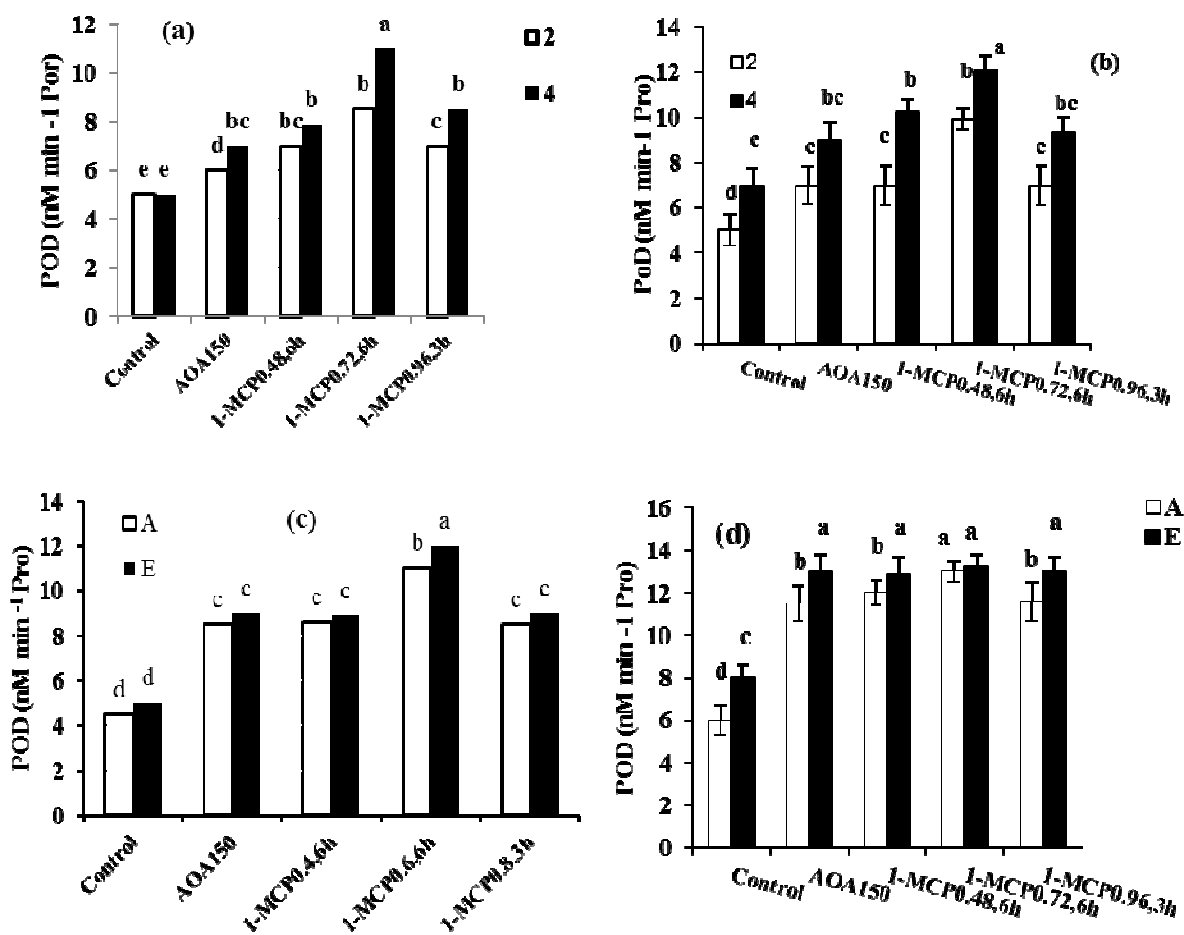 (a)
POD (nM min -1 Por)
12
10
8
6
4
2
0
2
4
e e d bc bc b b a c b
Control
AOA150
1-MCP0.48,6h
1-MCP0.72,6h
1-MCP0.96,3h
(b)
PoD (nM min- 1 Pro)
14
12
10
8
6
4
2
0
2
4
d c bc c b b a c bc
Control
AOA150
1-MCP0.48,6h
1-MCP0.72,6h
1-MCP0.96,3h
(c)
POD (nM min -1 Pro)
14
12
10
8
6
4
2
0
A
E
d d c c c c b a c c
Control
AOA150
1-MCP0.4,6h
1-MCP0.6,6h
1-MCP0.8,3h
(d)
POD (nM min -1 Pro)
16
14
12
10
8
6
4
2
0
A
E
d c b a b a a a b a
Control
AOA150
1-MCP0.48,6h
1-MCP0.72,6h
1-MCP0.96,3h